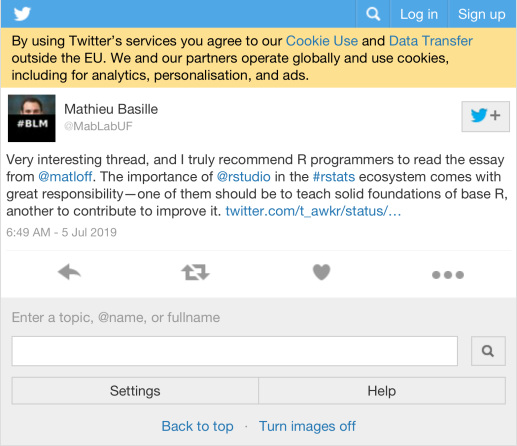 Log in Sign up
By using Twitter's services you agree to our Cookie Use and Data Transfer
outside the EU. We and our partners operate globally and use cookies,
including for analytics, personalisation, and ads.
#BLM
Mathieu Basille
@MabLabUF
+
Very interesting thread, and I truly recommend R programmers to read the essay
from @matloff. The importance of @rstudio in the #rstats ecosystem comes with
great responsibility—one of them should be to teach solid foundations of base R,
another to contribute to improve it. twitter.com/t_awkr/status/…
6:49 AM - 5 Jul 2019
Enter a topic, @name, or fullname
Settings Help
Back to top · Turn images off